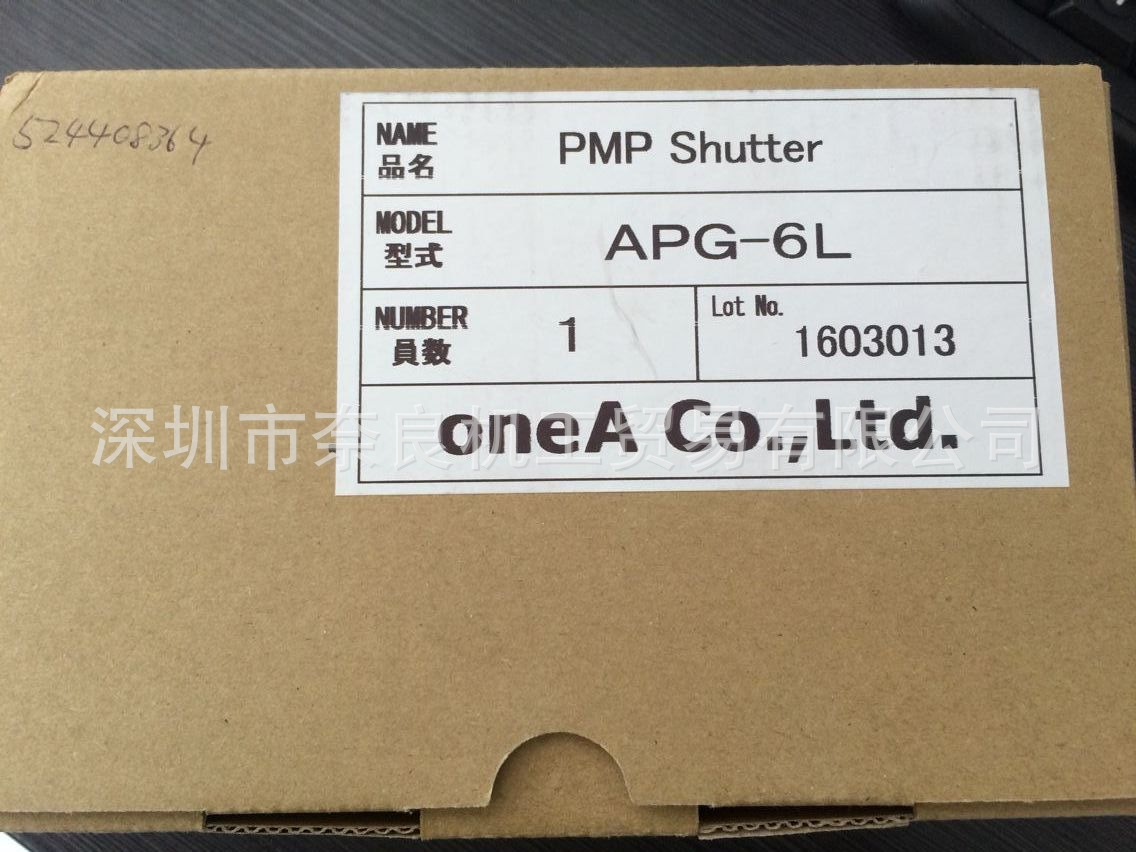 524408364
NAME
品名
PMP Shutter
MODEL
型式
APG-6L
NUMBER
員数
1
Lot No.
1603013
oneA Co.,Ltd.
深圳市奈良机工贸易有限公司